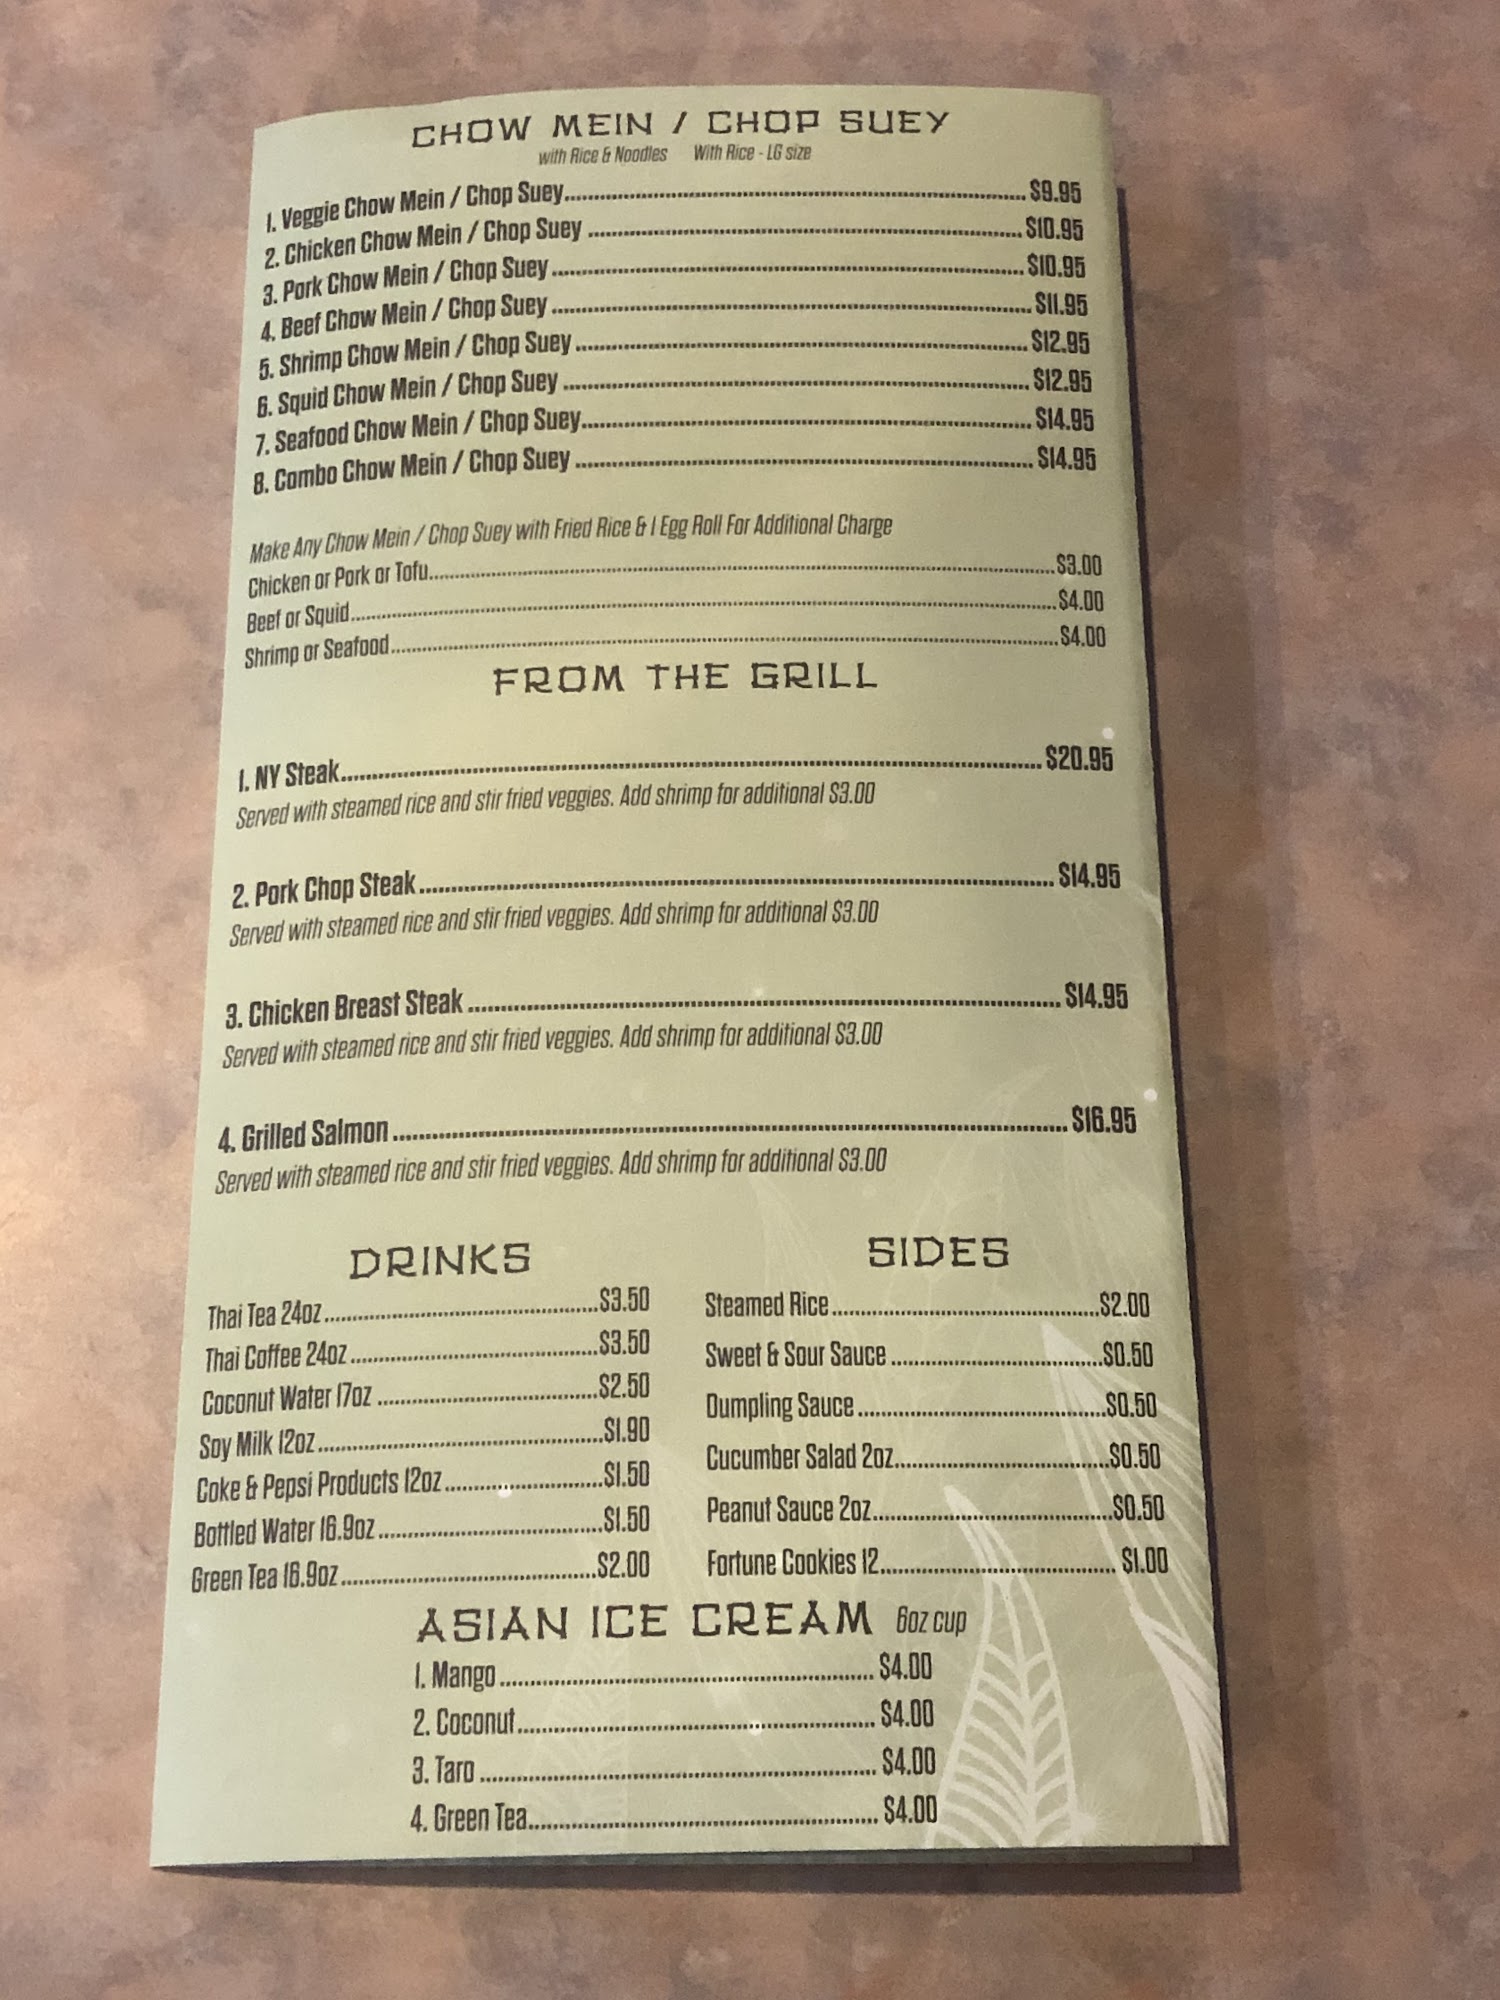 CHOW MEIN / CHOP SUEY
with Rice & Noodles With Rice - LG size
1. Veggie Chow Mein / Chop Suey $9.95
2. Chicken Chow Mein / Chop Suey $10.95
3. Pork Chow Mein / Chop Suey $10.95
4. Beef Chow Mein / Chop Suey $11.95
5. Shrimp Chow Mein / Chop Suey $12.95
6. Squid Chow Mein / Chop Suey $12.95
7. Seafood Chow Mein / Chop Suey $14.95
8. Combo Chow Mein / Chop Suey $14.95
Make Any Chow Mein / Chop Suey with Fried Rice & 1 Egg Roll For Additional Charge
Chicken or Pork or Tofu $3.00
Beef or Squid $4.00
Shrimp or Seafood $4.00
FROM THE GRILL
1. NY Steak $20.95
Served with steamed rice and stir fried veggies. Add shrimp for additional $3.00
2. Pork Chop Steak $14.95
Served with steamed rice and stir fried veggies. Add shrimp for additional $3.00
3. Chicken Breast Steak $14.95
Served with steamed rice and stir fried veggies. Add shrimp for additional $3.00
4. Grilled Salmon $16.95
Served with steamed rice and stir fried veggies. Add shrimp for additional $3.00
DRINKS
Thai Tea 24oz $3.50
Thai Coffee 24oz $3.50
Coconut Water 17oz $2.50
Soy Milk 12oz $1.90
Coke & Pepsi Products 12oz $1.50
Bottled Water 16.9oz $1.50
Green Tea 16.9oz $2.00
SIDES
Steamed Rice $2.00
Sweet & Sour Sauce $0.50
Dumpling Sauce $0.50
Cucumber Salad 2oz $0.50
Peanut Sauce 2oz $0.50
Fortune Cookies 12 $1.00
ASIAN ICE CREAM 6oz cup
1. Mango $4.00
2. Coconut $4.00
3. Taro $4.00
4. Green Tea $4.00